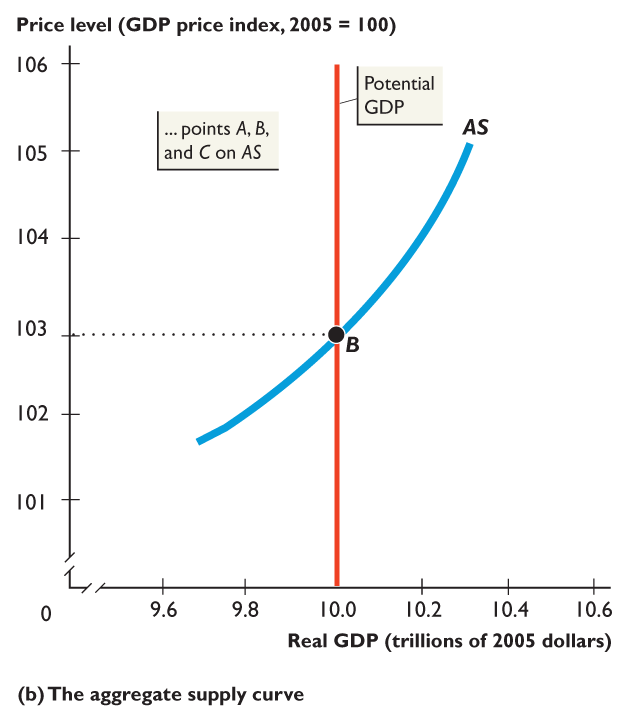 Price level (GDP price index, 2005 = 100)
106
Potential
GDP
... points A, B,
and C on AS
AS
105
104
103
B
102
101
0
9.6 9.8 10.0 10.2 10.4 10.6
Real GDP (trillions of 2005 dollars)
(b) The aggregate supply curve